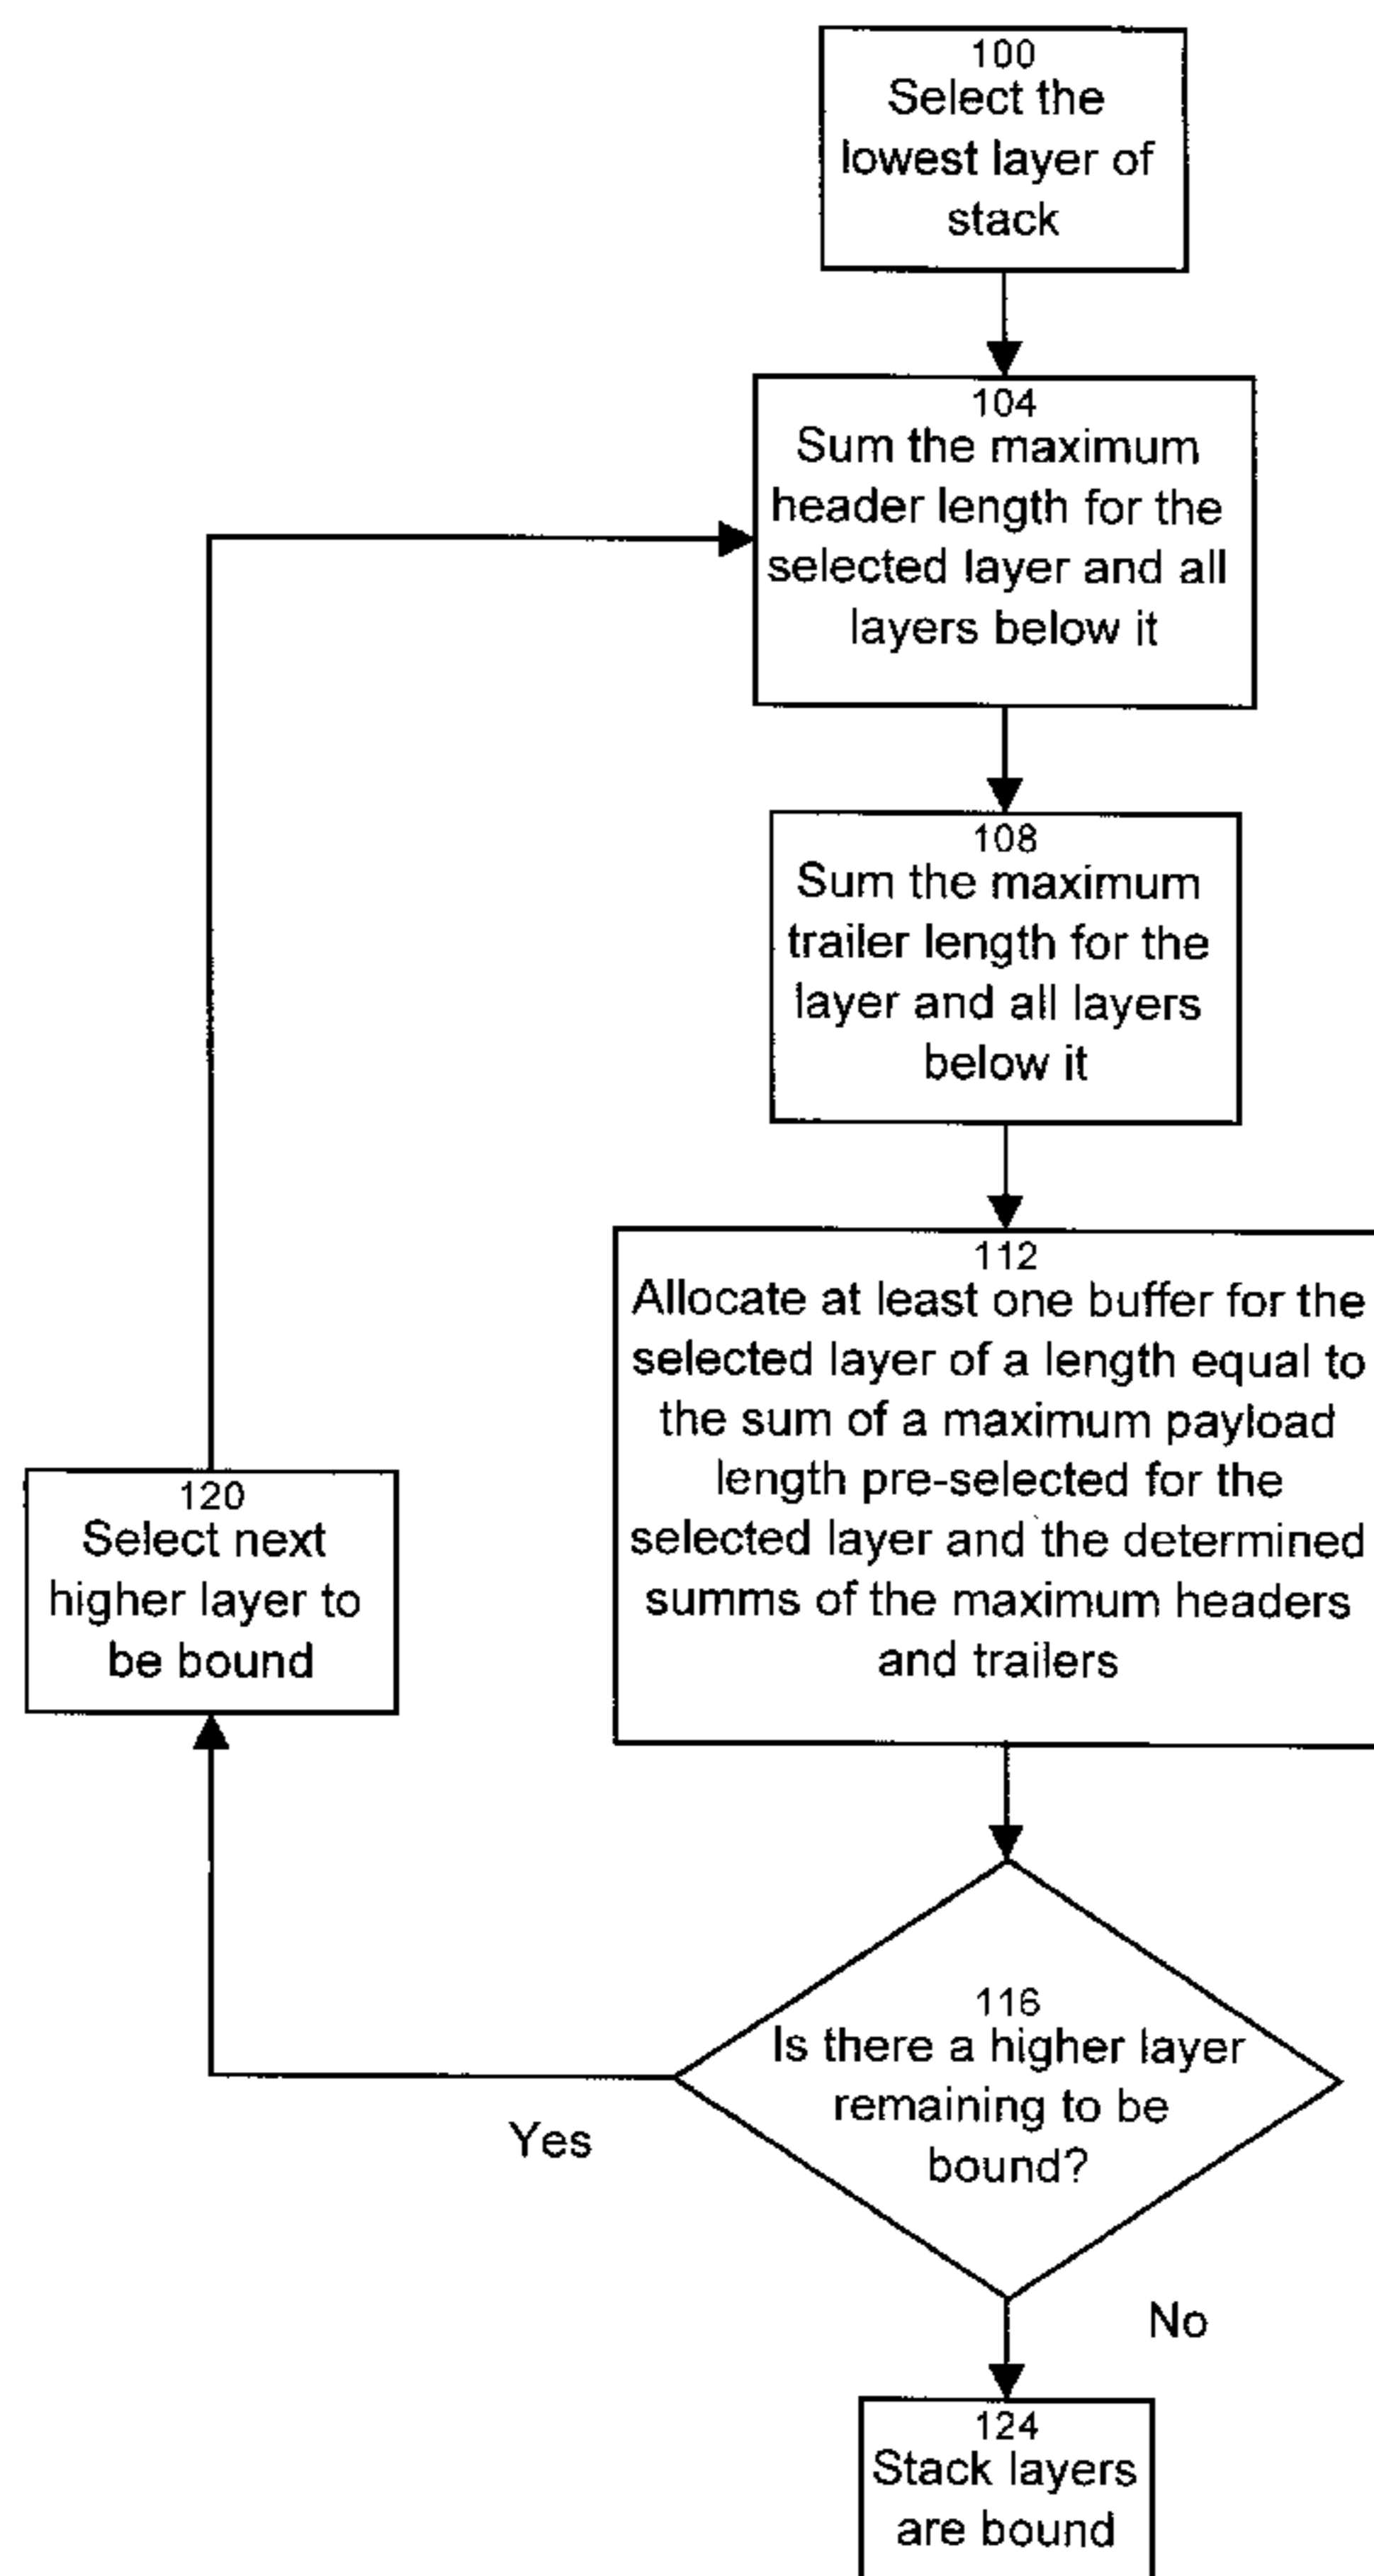 100
Select the
lowest layer of
stack
104
Sum the maximum
header length for the
selected layer and all
layers below it
108
Sum the maximum
trailer length for the
layer and all layers
below it
112
Allocate at least one buffer for the
selected layer of a length equal to
the sum of a maximum payload
length pre-selected for the
selected layer and the determined
summs of the maximum headers
and trailers
120
Select next
higher layer to
be bound
116
Is there a higher layer
remaining to be
bound?
Yes
No
124
Stack layers
are bound